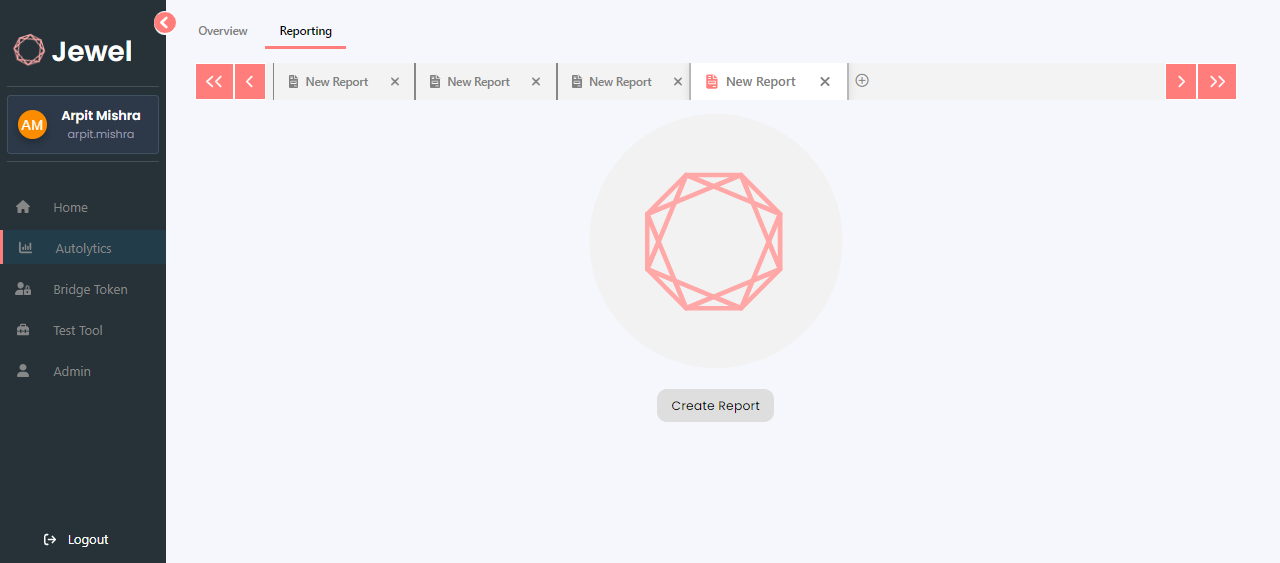 Jewel
AM
Arpit Mishra
arpit.mishra
Home
Autolytics
Bridge Token
Test Tool
Admin
Logout
Overview Reporting
New Report New Report New Report New Report
Create Report